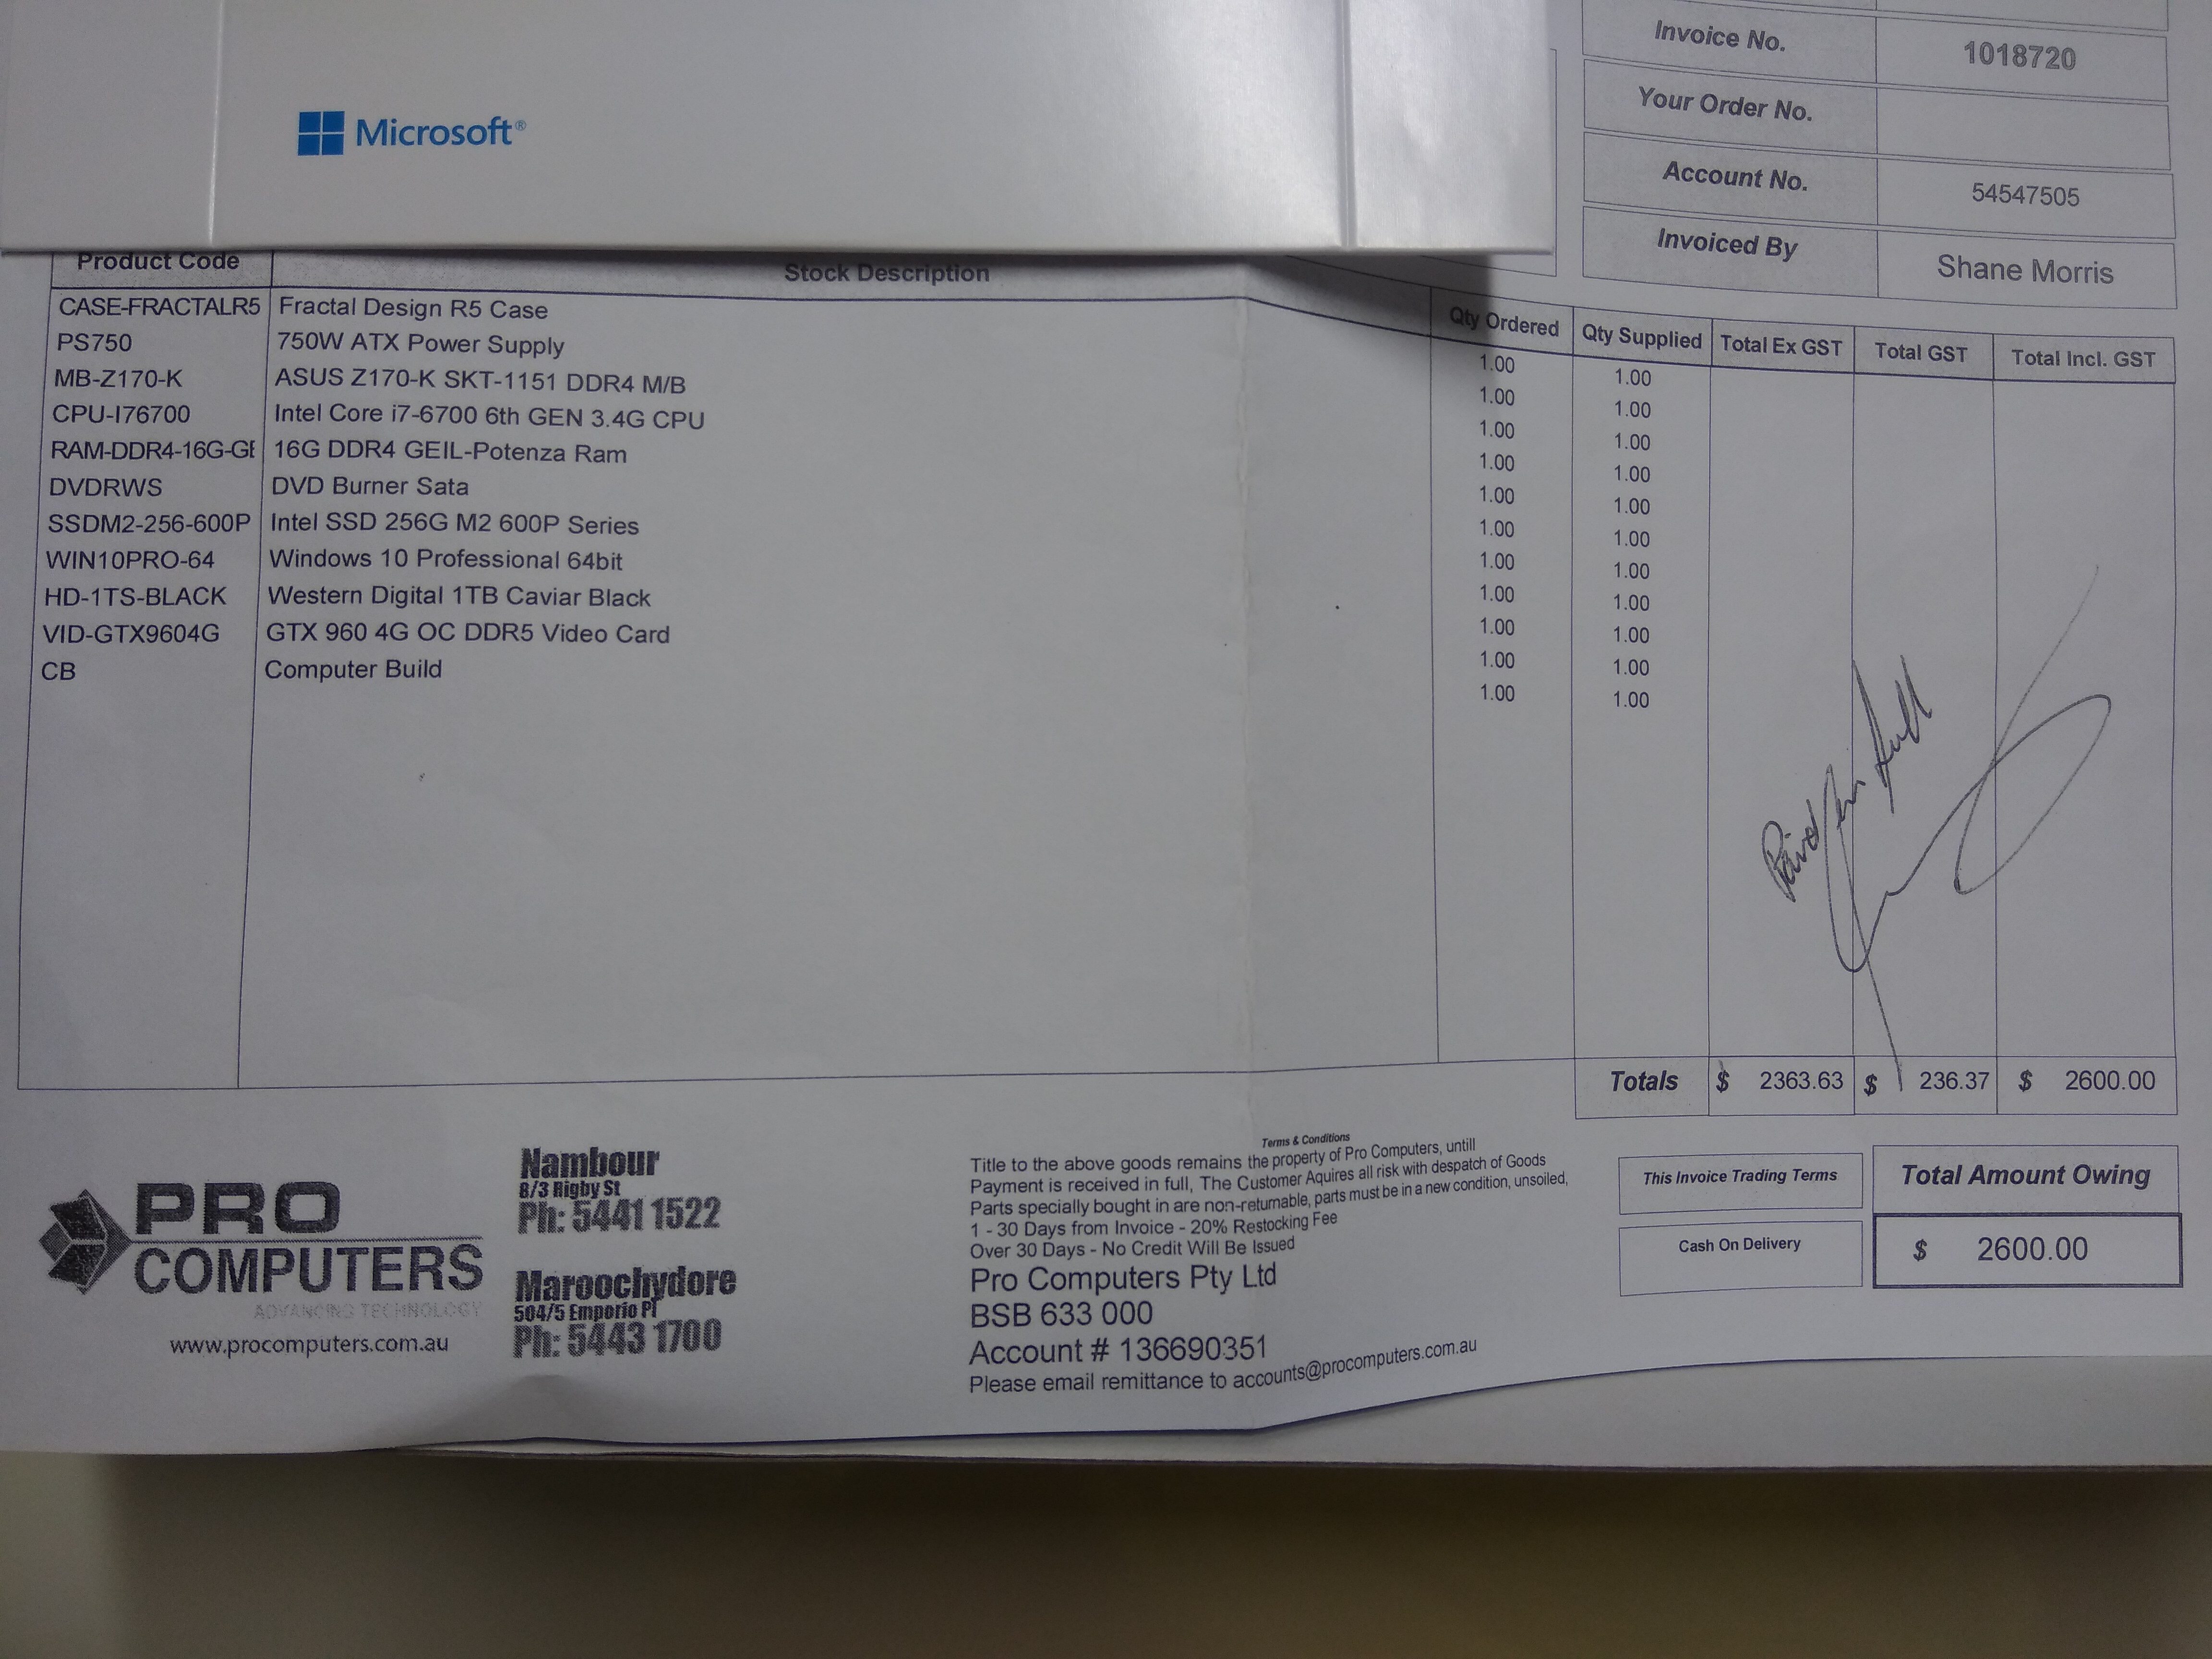 Microsoft®
Invoice No. 1018720
Your Order No.
Account No. 54547505
Invoiced By Shane Morris
Product Code Stock Description Qty Ordered Qty Supplied Total Ex GST Total GST Total Incl. GST
CASE-FRACTALR5 Fractal Design R5 Case 1.00 1.00
PS750 750W ATX Power Supply 1.00 1.00
MB-Z170-K ASUS Z170-K SKT-1151 DDR4 M/B 1.00 1.00
CPU-I76700 Intel Core i7-6700 6th GEN 3.4G CPU 1.00 1.00
RAM-DDR4-16G-GE 16G DDR4 GEIL-Potenza Ram 1.00 1.00
DVDRWS DVD Burner Sata 1.00 1.00
SSDM2-256-600P Intel SSD 256G M2 600P Series 1.00 1.00
WIN10PRO-64 Windows 10 Professional 64bit 1.00 1.00
HD-1TS-BLACK Western Digital 1TB Caviar Black 1.00 1.00
VID-GTX9604G GTX 960 4G OC DDR5 Video Card 1.00 1.00
CB Computer Build 1.00 1.00
Paid in full
Totals $ 2363.63 $ 236.37 $ 2600.00
PRO
COMPUTERS
ADVANCING TECHNOLOGY
www.procomputers.com.au
Nambour
8/3 Rigby St
Ph: 5441 1522
Maroochydore
504/5 Emporio Pl
Ph: 5443 1700
Terms & Conditions
Title to the above goods remains the property of Pro Computers, untill
Payment is received in full, The Customer Aquires all risk with despatch of Goods
Parts specially bought in are non-returnable, parts must be in a new condition, unsoiled,
1 - 30 Days from Invoice - 20% Restocking Fee
Over 30 Days - No Credit Will Be Issued
Pro Computers Pty Ltd
BSB 633 000
Account # 136690351
Please email remittance to accounts@procomputers.com.au
This Invoice Trading Terms
Cash On Delivery
Total Amount Owing
$ 2600.00